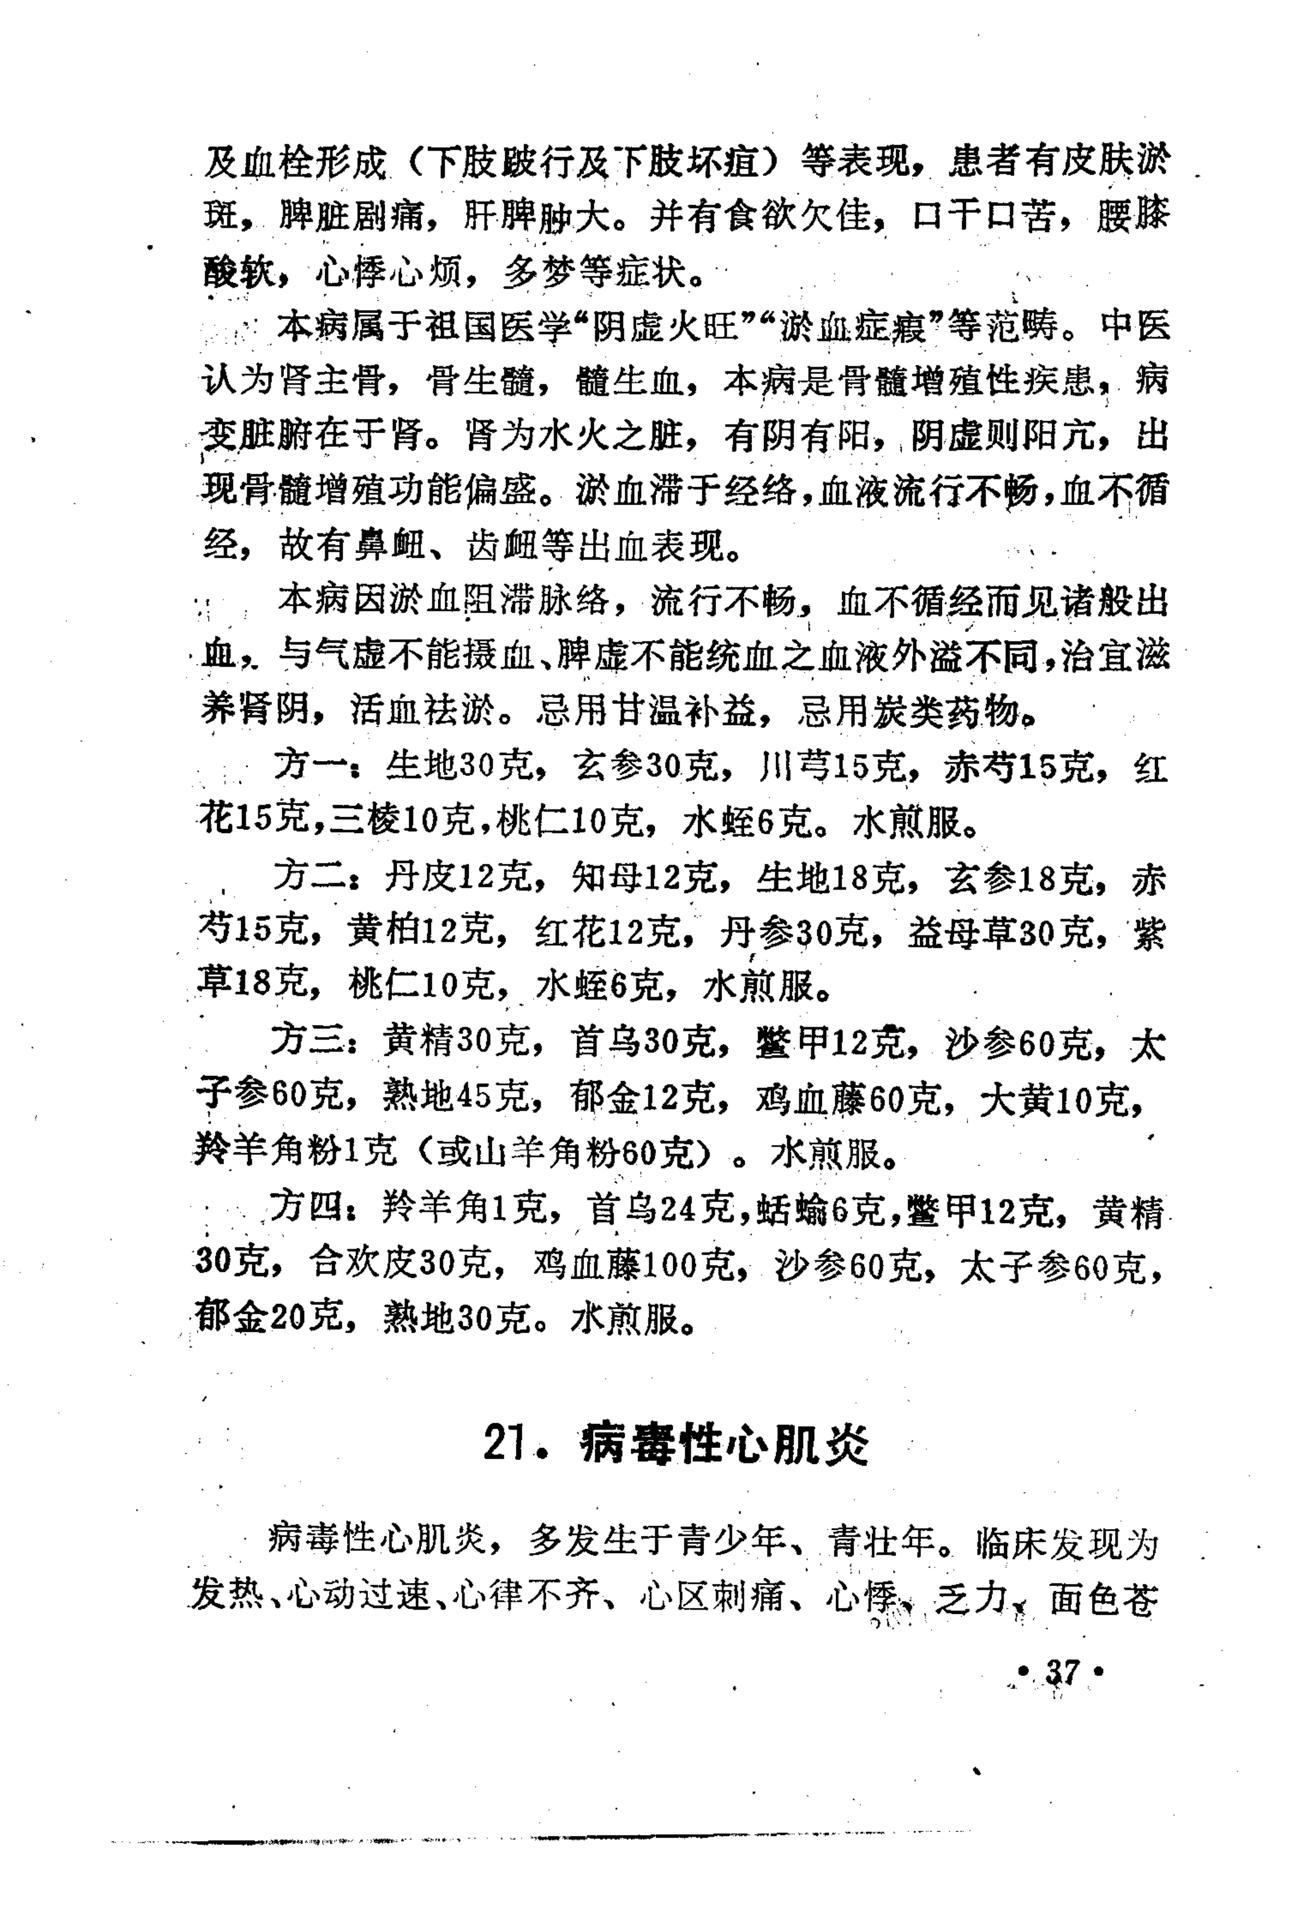 及血栓形成（下肢跛行及下肢坏疽）等表现，患者有皮肤淤
斑，脾脏剧痛，肝脾肿大。并有食欲欠佳，口干口苦，腰膝
酸软，心悸心烦，多梦等症状。
本病属于祖国医学“阴虚火旺”“淤血症瘕”等范畴。中医
认为肾主骨，骨生髓，髓生血，本病是骨髓增殖性疾患，病
变脏腑在于肾。肾为水火之脏，有阴有阳，阴虚则阳亢，出
现骨髓增殖功能偏盛。淤血滞于经络，血液流行不畅，血不循
经，故有鼻衄、齿衄等出血表现。
本病因淤血阻滞脉络，流行不畅，血不循经而见诸般出
血，与气虚不能摄血、脾虚不能统血之血液外溢不同，治宜滋
养肾阴，活血祛淤。忌用甘温补益，忌用炭类药物。
方一：生地30克，玄参30克，川芎15克，赤芍15克，红
花15克，三棱10克，桃仁10克，水蛭6克。水煎服。
方二：丹皮12克，知母12克，生地18克，玄参18克，赤
芍15克，黄柏12克，红花12克，丹参30克，益母草30克，紫
草18克，桃仁10克，水蛭6克，水煎服。
方三：黄精30克，首乌30克，鳖甲12克，沙参60克，太
子参60克，熟地45克，郁金12克，鸡血藤60克，大黄10克，
羚羊角粉1克（或山羊角粉60克）。水煎服。
方四：羚羊角1克，首乌24克，蛞蝓6克，鳖甲12克，黄精
30克，合欢皮30克，鸡血藤100克，沙参60克，太子参60克，
郁金20克，熟地30克。水煎服。
21．病毒性心肌炎
病毒性心肌炎，多发生于青少年、青壮年。临床发现为
发热、心动过速、心律不齐、心区刺痛、心悸、乏力、面色苍
• 37 •